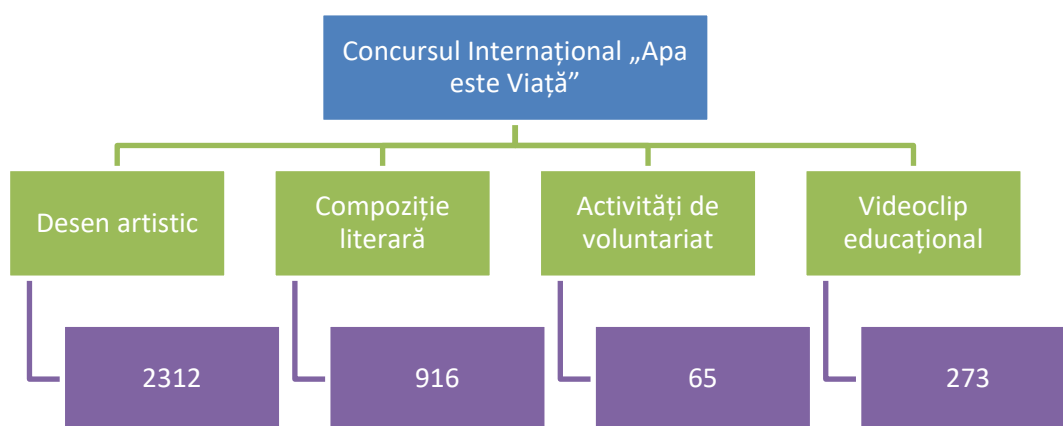 Concursul Internațional „Apa
este Viață”
Desen artistic
Compoziție
literară
Activități de
voluntariat
Videoclip
educațional
2312
916
65
273